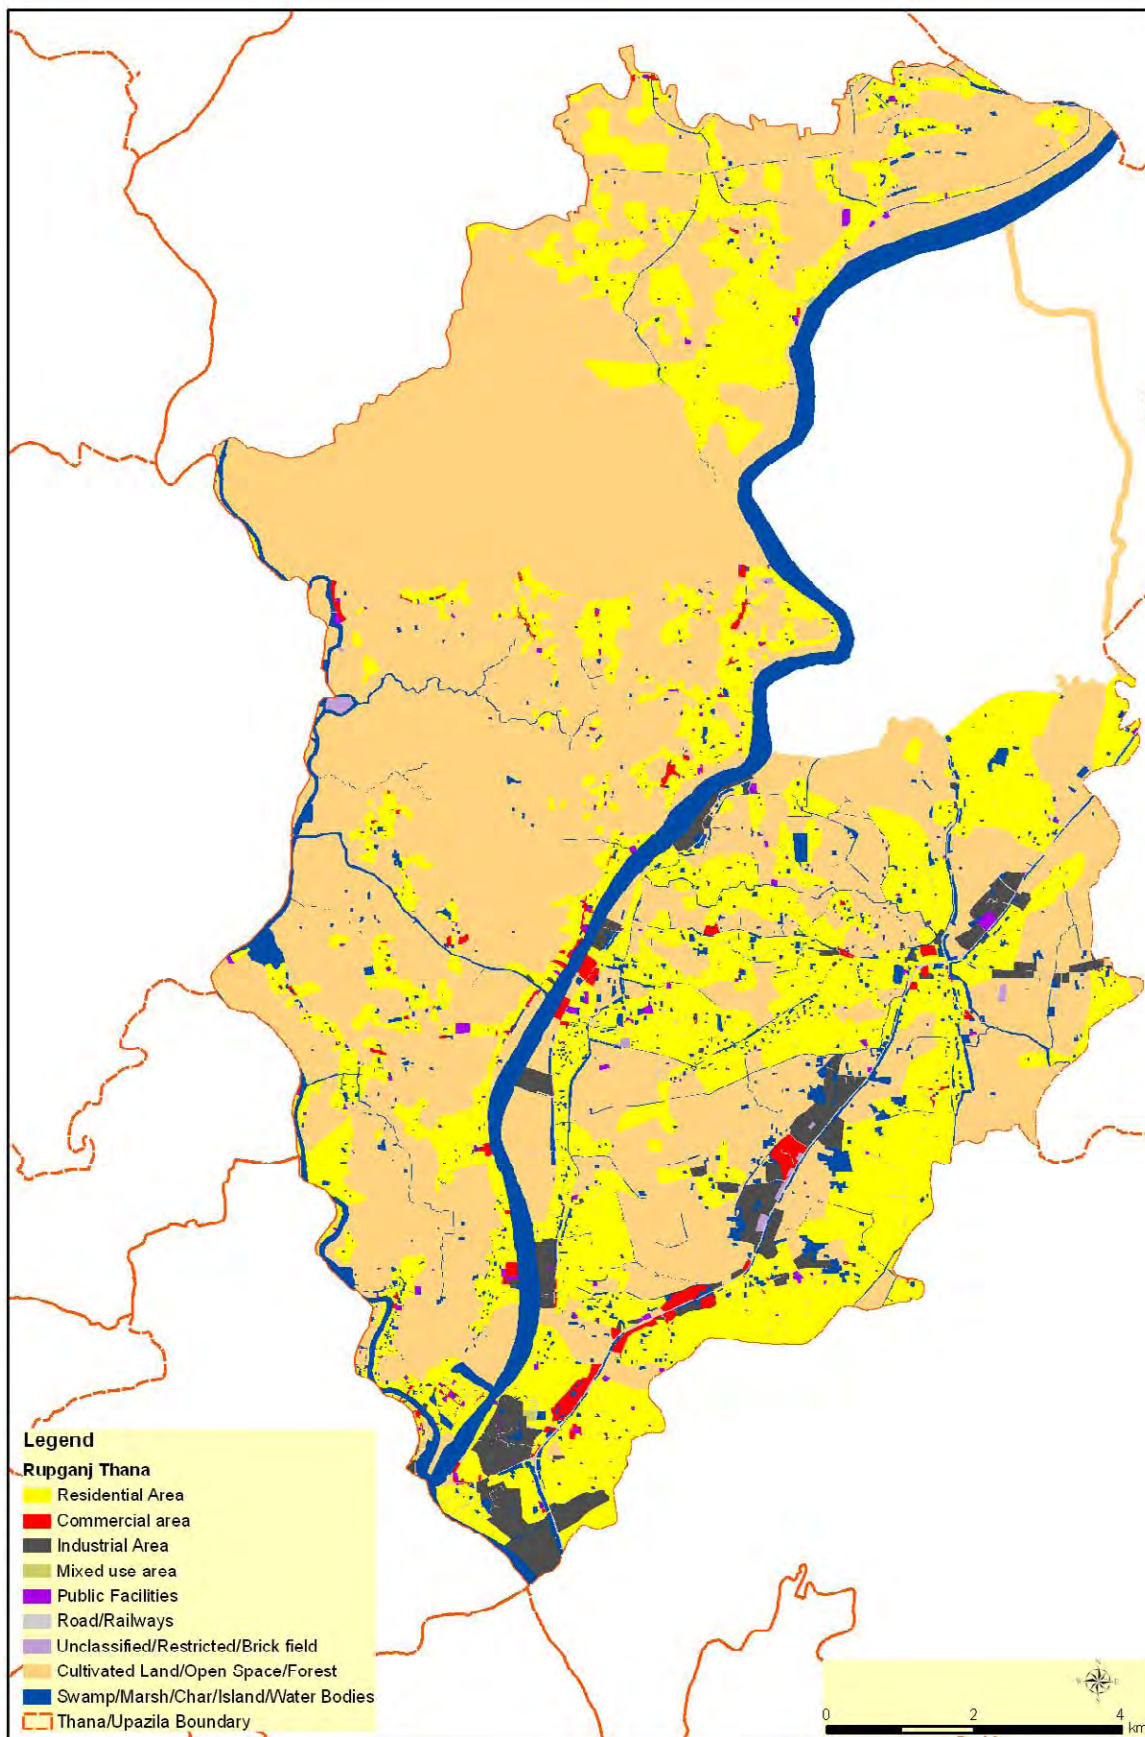 Legend
Rupganj Thana
Residential Area
Commercial area
Industrial Area
Mixed use area
Public Facilities
Road/Railways
Unclassified/Restricted/Brick field
Cultivated Land/Open Space/Forest
Swamp/Marsh/Char/Island/Water Bodies
Thana/Upazila Boundary
N
W E
S
0 2 4
km